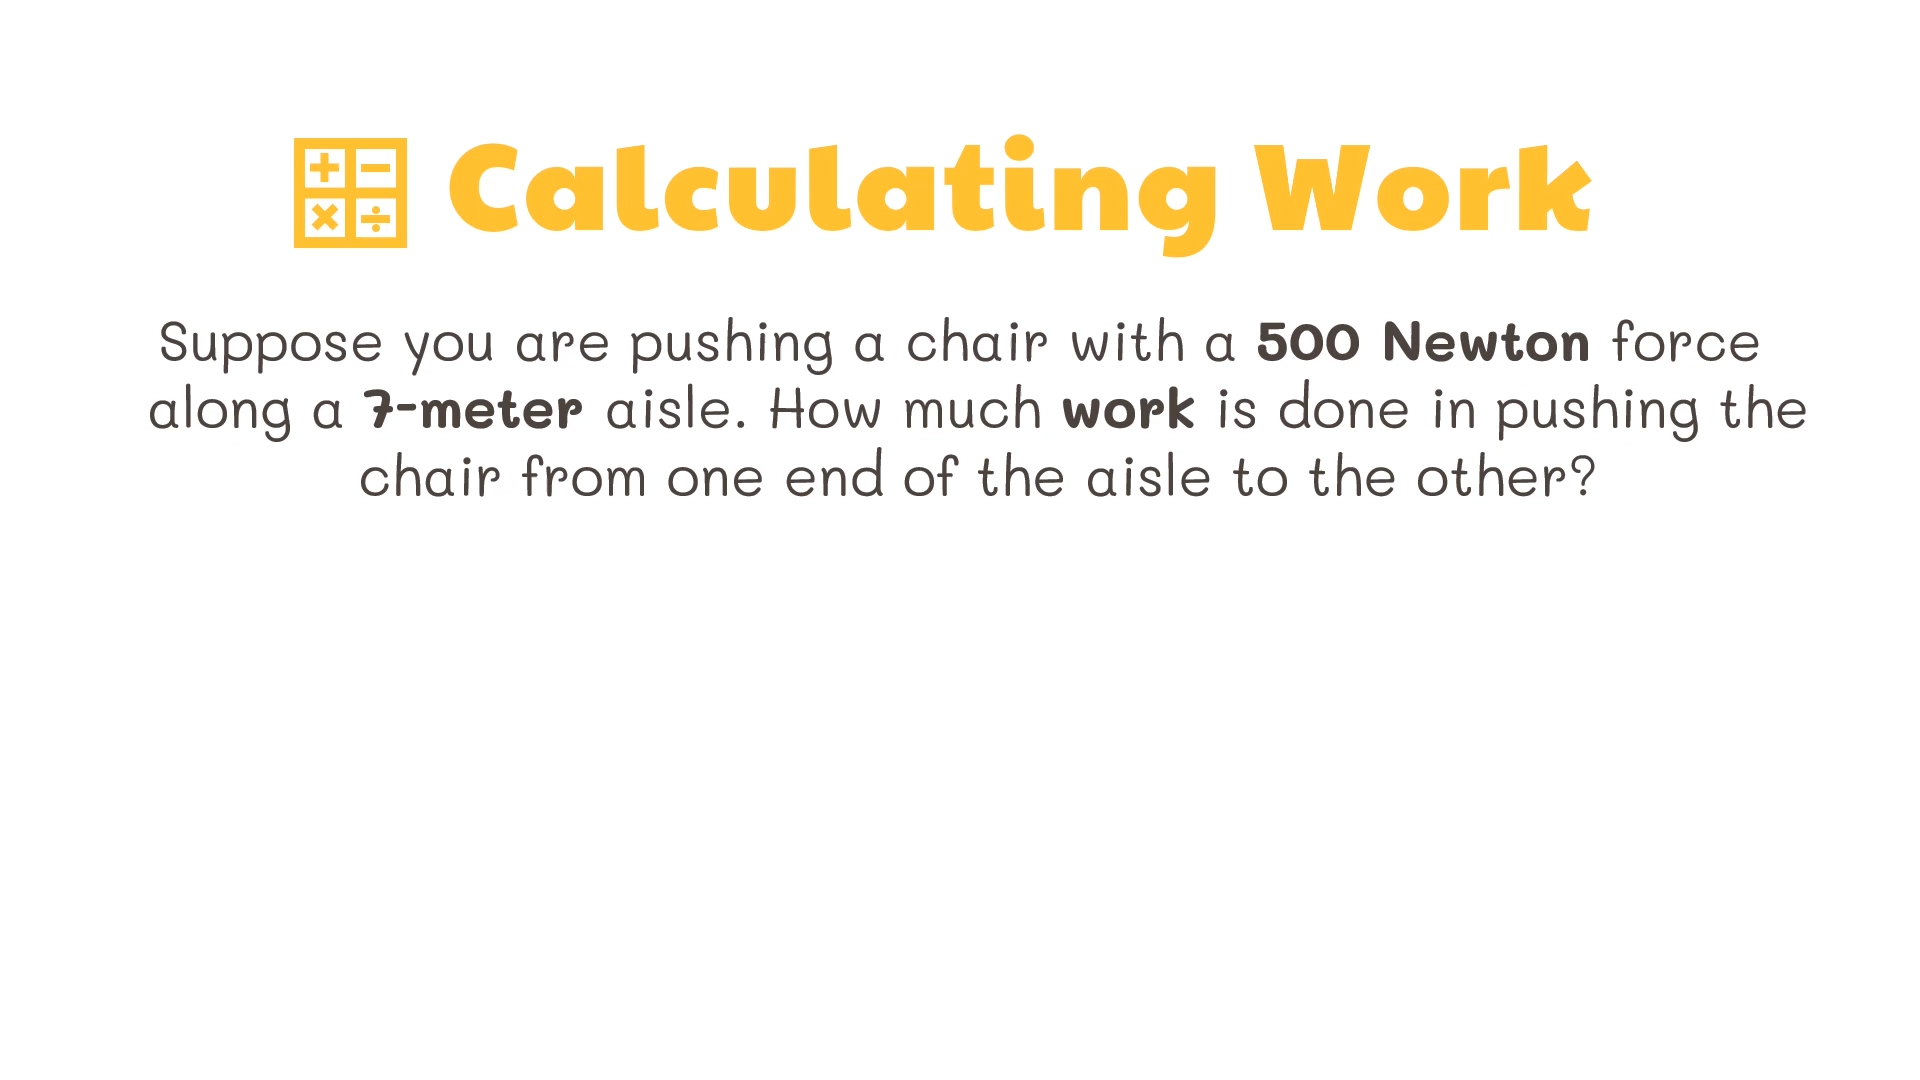 Calculating Work
Suppose you are pushing a chair with a 500 Newton force
along a 7-meter aisle. How much work is done in pushing the
chair from one end of the aisle to the other?